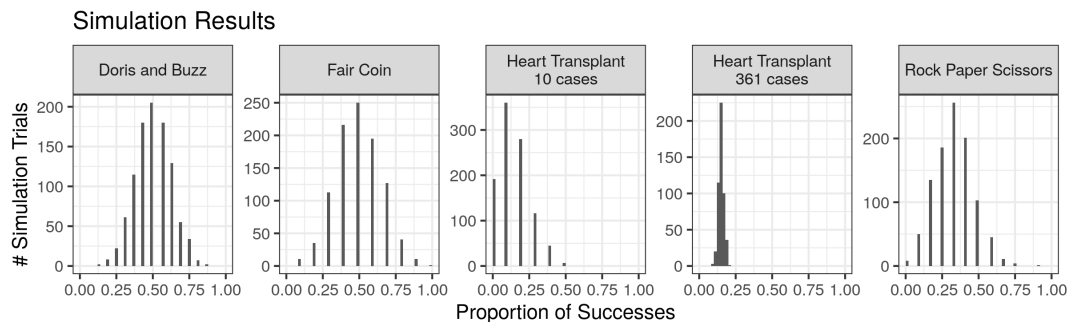 Simulation Results
Doris and Buzz
Fair Coin
Heart Transplant
10 cases
Heart Transplant
361 cases
Rock Paper Scissors
# Simulation Trials
200
150
100
50
0
250
200
150
100
50
0
300
200
100
0
200
150
100
50
0
200
100
0
0.00 0.25 0.50 0.75 1.00
0.00 0.25 0.50 0.75 1.00
0.00 0.25 0.50 0.75 1.00
0.00 0.25 0.50 0.75 1.00
0.00 0.25 0.50 0.75 1.00
Proportion of Successes